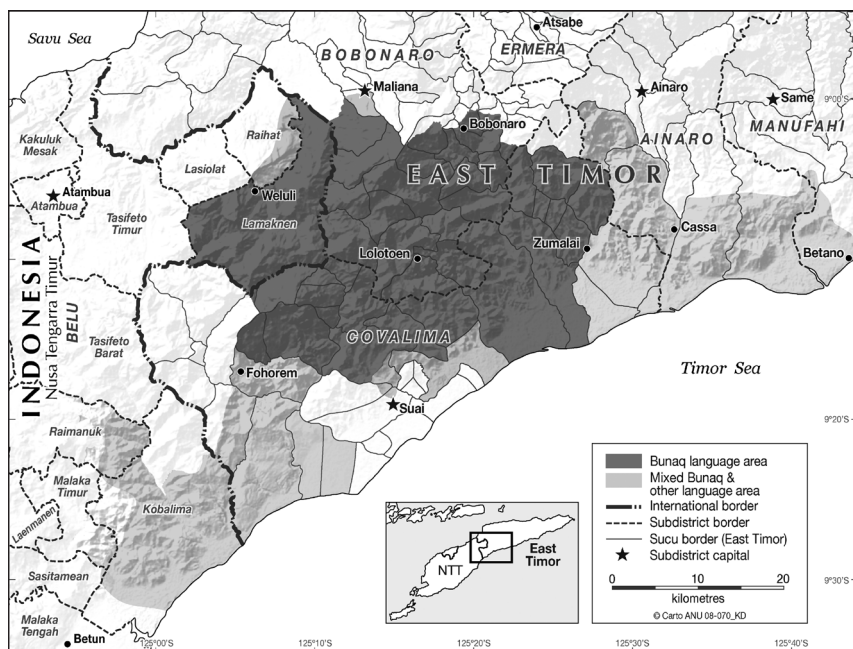 Savu Sea
Atsabe
BOBONARO
ERMERA
Maliana
Ainaro
Same
9°00'S
MANUFAHI
Kakuluk
Mesak
Raihat
Bobonaro
AINARO
Lasiolat
EAST TIMOR
Atambua
Atambua
Weluli
Tasifeto
Timur
Lamaknen
Cassa
Lolotoen
Zumalai
Betano
INDONESIA
Nusa Tengarra Timur
BELU
Tasifeto
Barat
COVALIMA
Timor Sea
Fohorem
Suai
9°20'S
Raimanuk
Malaka
Timur
Kobalima
Laenmanen
Sasitamean
Malaka
Tengah
Betun
Bunaq language area
Mixed Bunaq &
other language area
International border
Subdistrict border
Sucu border (East Timor)
Subdistrict capital
0 10 20
kilometres
© Carto ANU 08-070_KD
East
Timor
NTT
9°30'S
125°00'S
125°10'S
125°20'S
125°30'S
125°40'S